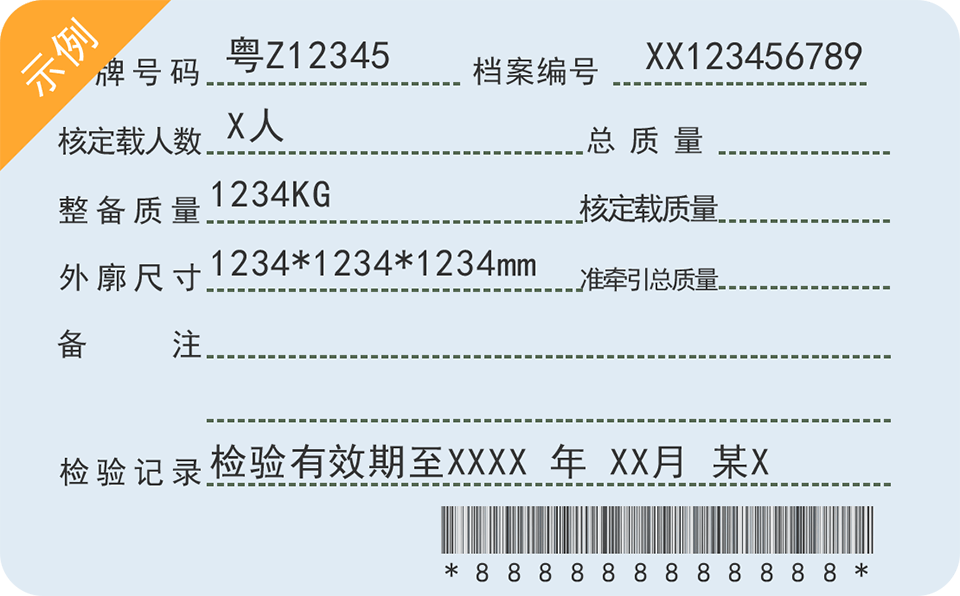 示例
牌号码 粤Z12345 档案编号 XX123456789
核定载人数 X人 总质量
整备质量 1234KG 核定载质量
外廓尺寸 1234*1234*1234mm 准牵引总质量
备注
检验记录 检验有效期至XXXX 年 XX月 某X
*888888888888*